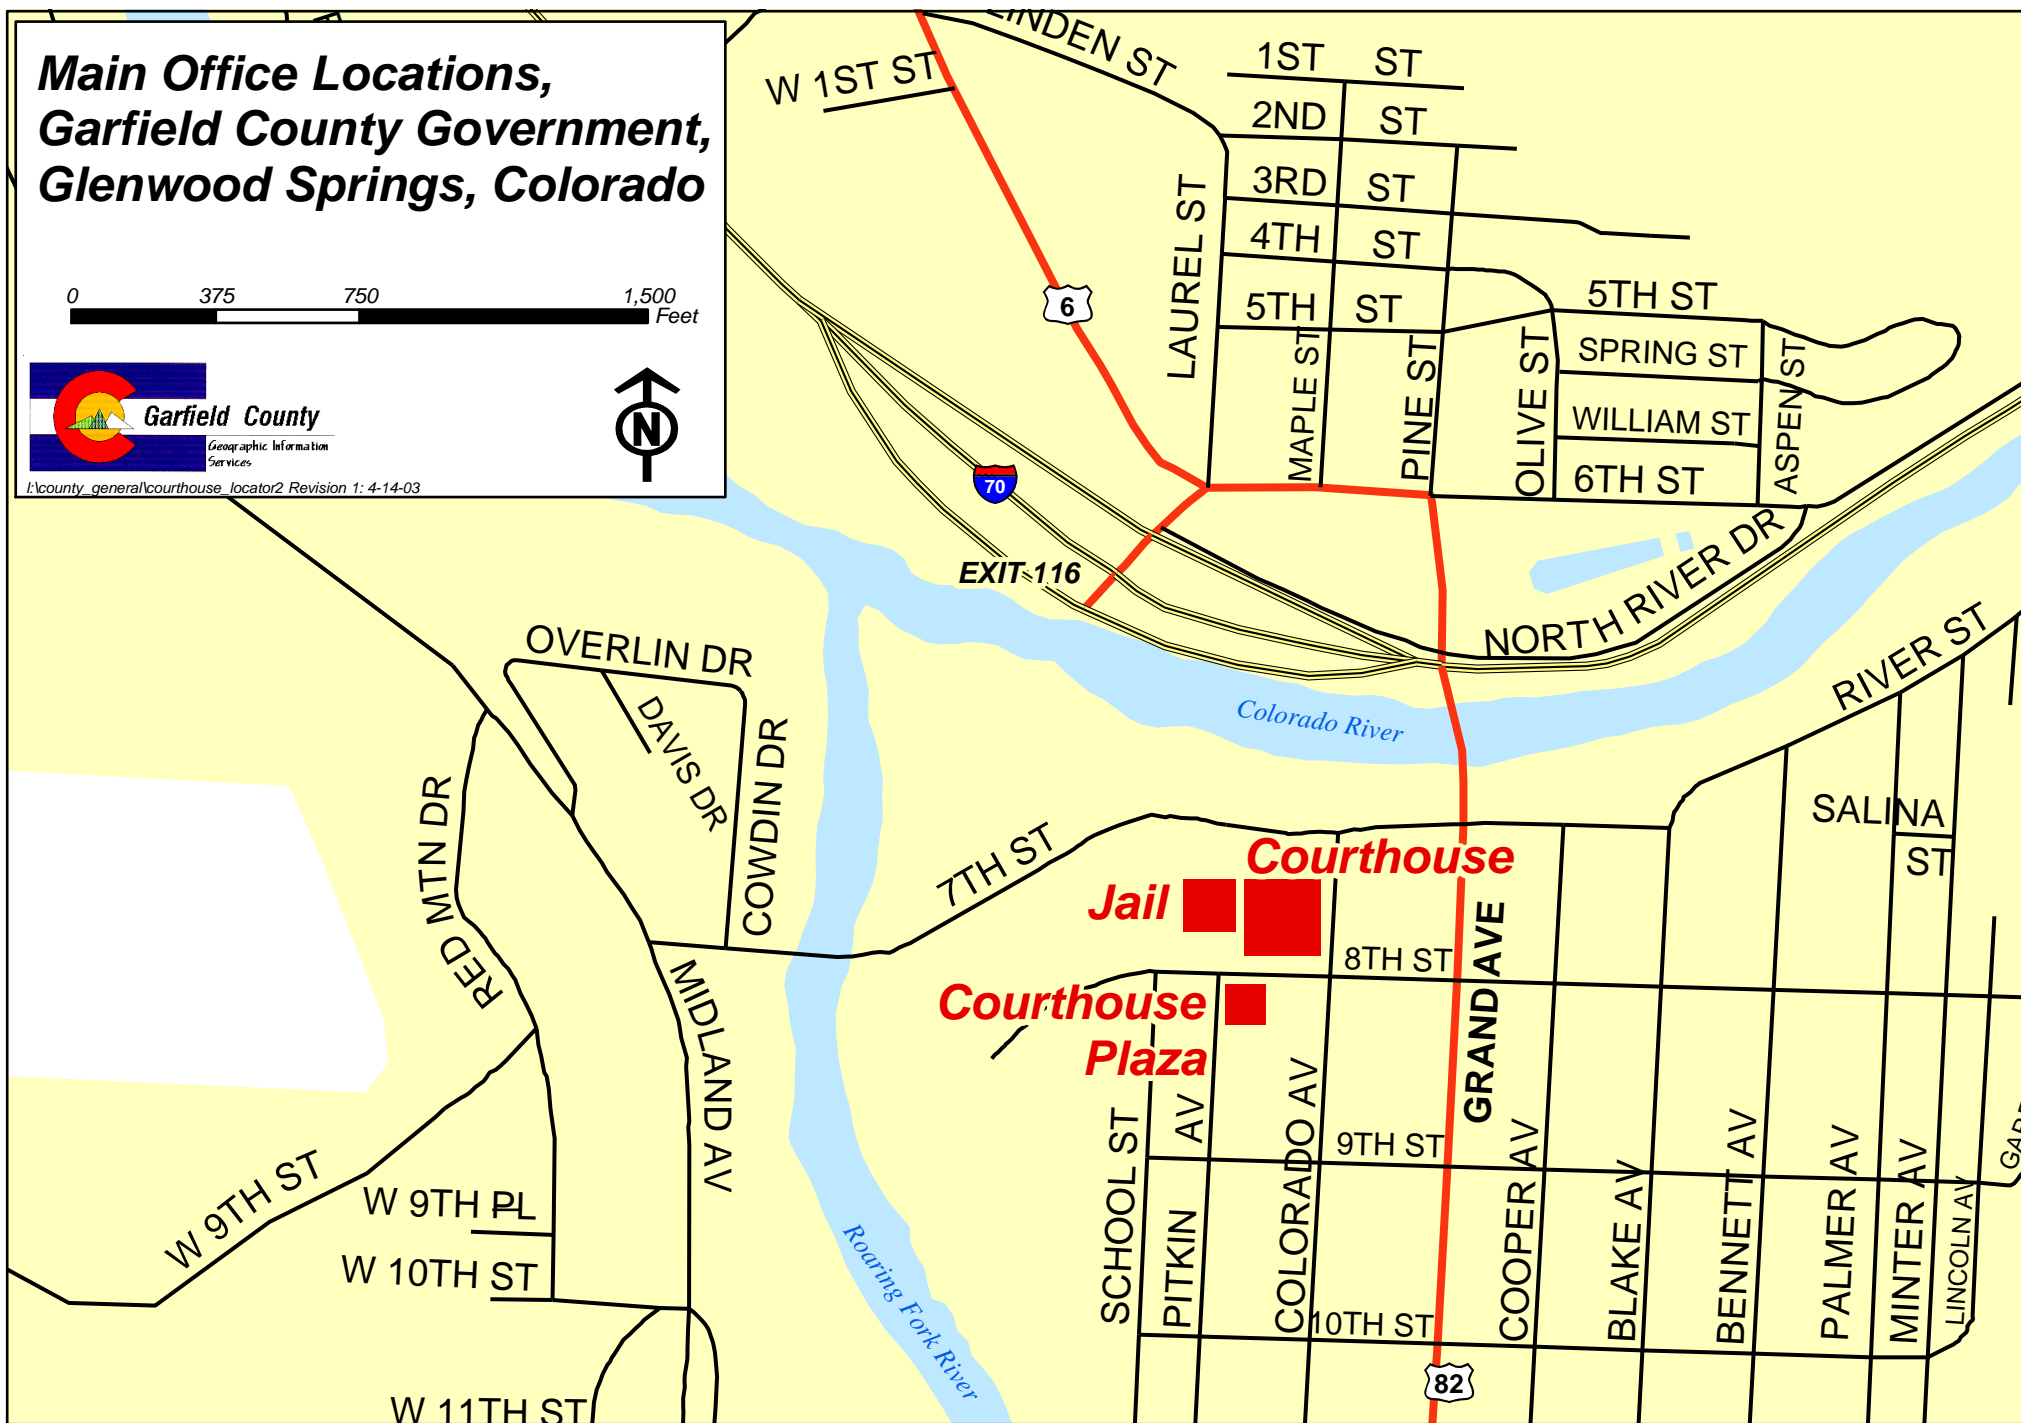 Main Office Locations,
Garfield County Government,
Glenwood Springs, Colorado
0 375 750 1,500
Feet
Garfield County
Geographic Information
Services
N
I:\county_general\courthouse_locator2 Revision 1: 4-14-03
LINDEN ST
W 1ST ST
1ST ST
2ND ST
3RD ST
4TH ST
5TH ST
LAUREL ST
MAPLE ST
PINE ST
OLIVE ST
5TH ST
SPRING ST
WILLIAM ST
6TH ST
ASPEN ST
6
70
EXIT 116
NORTH RIVER DR
RIVER ST
Colorado River
OVERLIN DR
DAVIS DR
COWDIN DR
RED MTN DR
MIDLAND AV
7TH ST
SALINA
ST
Courthouse
Jail
Courthouse
Plaza
8TH ST
GRAND AVE
9TH ST
10TH ST
SCHOOL ST
PITKIN AV
COLORADO AV
COOPER AV
BLAKE AV
BENNETT AV
PALMER AV
MINTER AV
LINCOLN AV
W 9TH ST
W 9TH PL
W 10TH ST
W 11TH ST
Roaring Fork River
82